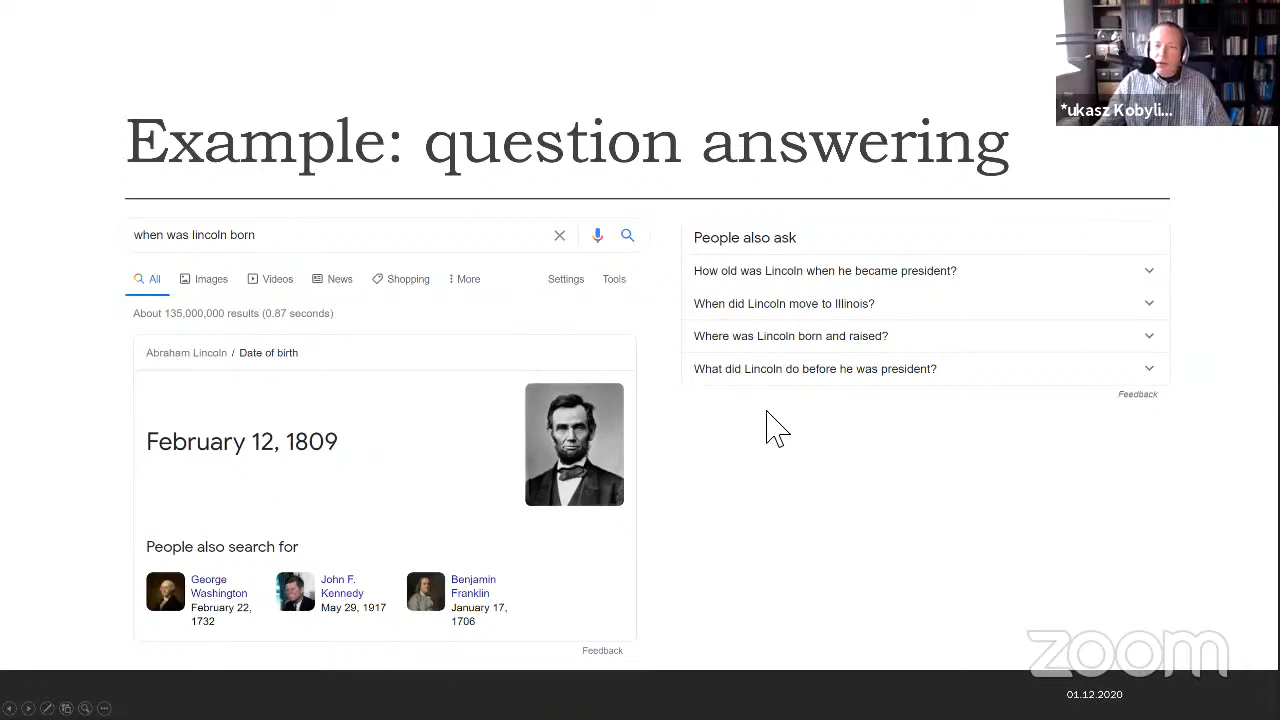 *ukasz Kobyli...
Example: question answering
when was lincoln born
All Images Videos News Shopping More Settings Tools
About 135,000,000 results (0.87 seconds)
Abraham Lincoln / Date of birth
February 12, 1809
People also search for
George
Washington
February 22,
1732
John F.
Kennedy
May 29, 1917
Benjamin
Franklin
January 17,
1706
Feedback
People also ask
How old was Lincoln when he became president?
When did Lincoln move to Illinois?
Where was Lincoln born and raised?
What did Lincoln do before he was president?
Feedback
zoom
01.12.2020